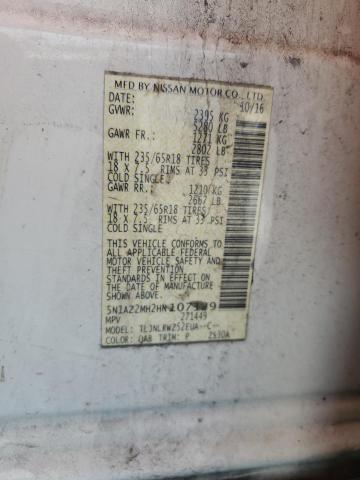 MFD BY NISSAN MOTOR CO., LTD.
DATE: 10/16
GVWR: 2395 KG
5280 LB
GAWR FR.: 1271 KG
2802 LB
WITH 235/65R18 TIRES
18 X 7.5 RIMS AT 33 PSI
COLD SINGLE
GAWR RR.: 1210 KG
2667 LB
WITH 235/65R18 TIRES
18 X 7.5 RIMS AT 33 PSI
COLD SINGLE
THIS VEHICLE CONFORMS TO
ALL APPLICABLE FEDERAL
MOTOR VEHICLE SAFETY AND
THEFT PREVENTION
STANDARDS IN EFFECT ON
THE DATE OF MANUFACTURE
SHOWN ABOVE.
MPV 271449
MODEL:
COLOR: QAB TRIM: P